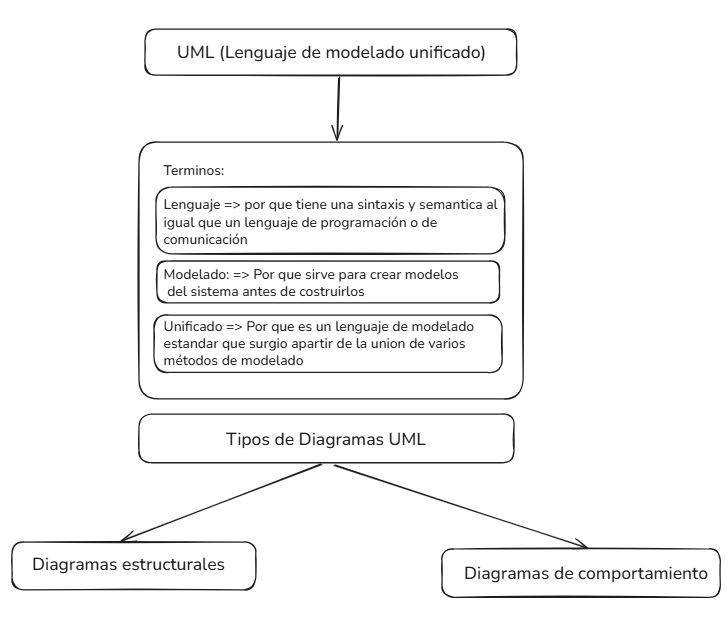 UML (Lenguaje de modelado unificado)
Terminos:
Lenguaje => por que tiene una sintaxis y semantica al
igual que un lenguaje de programación o de
comunicación
Modelado: => Por que sirve para crear modelos
del sistema antes de costruirlos
Unificado => Por que es un lenguaje de modelado
estandar que surgio apartir de la union de varios
métodos de modelado
Tipos de Diagramas UML
Diagramas estructurales
Diagramas de comportamiento